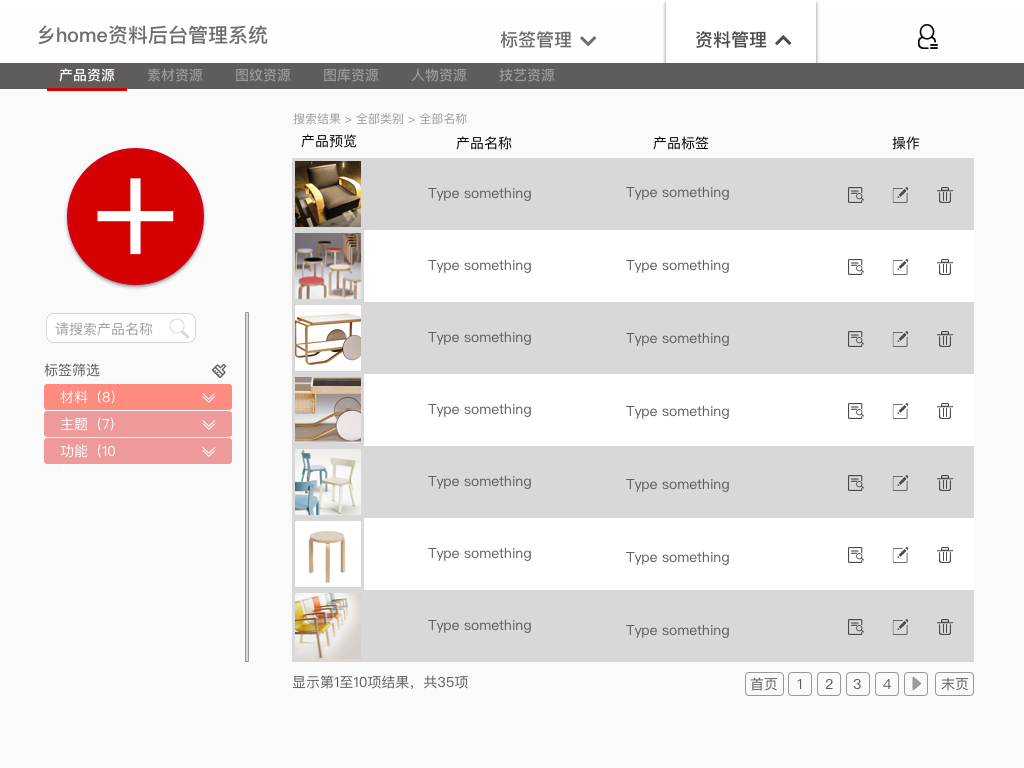 乡home资料后台管理系统
标签管理
资料管理
产品资源 素材资源 图纹资源 图库资源 人物资源 技艺资源
搜索结果 > 全部类别 > 全部名称
产品预览 产品名称 产品标签 操作
Type something Type something
Type something Type something
Type something Type something
Type something Type something
Type something Type something
Type something Type something
Type something Type something
请搜索产品名称
标签筛选
材料（8）
主题（7）
功能（10
显示第1至10项结果，共35项
首页 1 2 3 4 末页